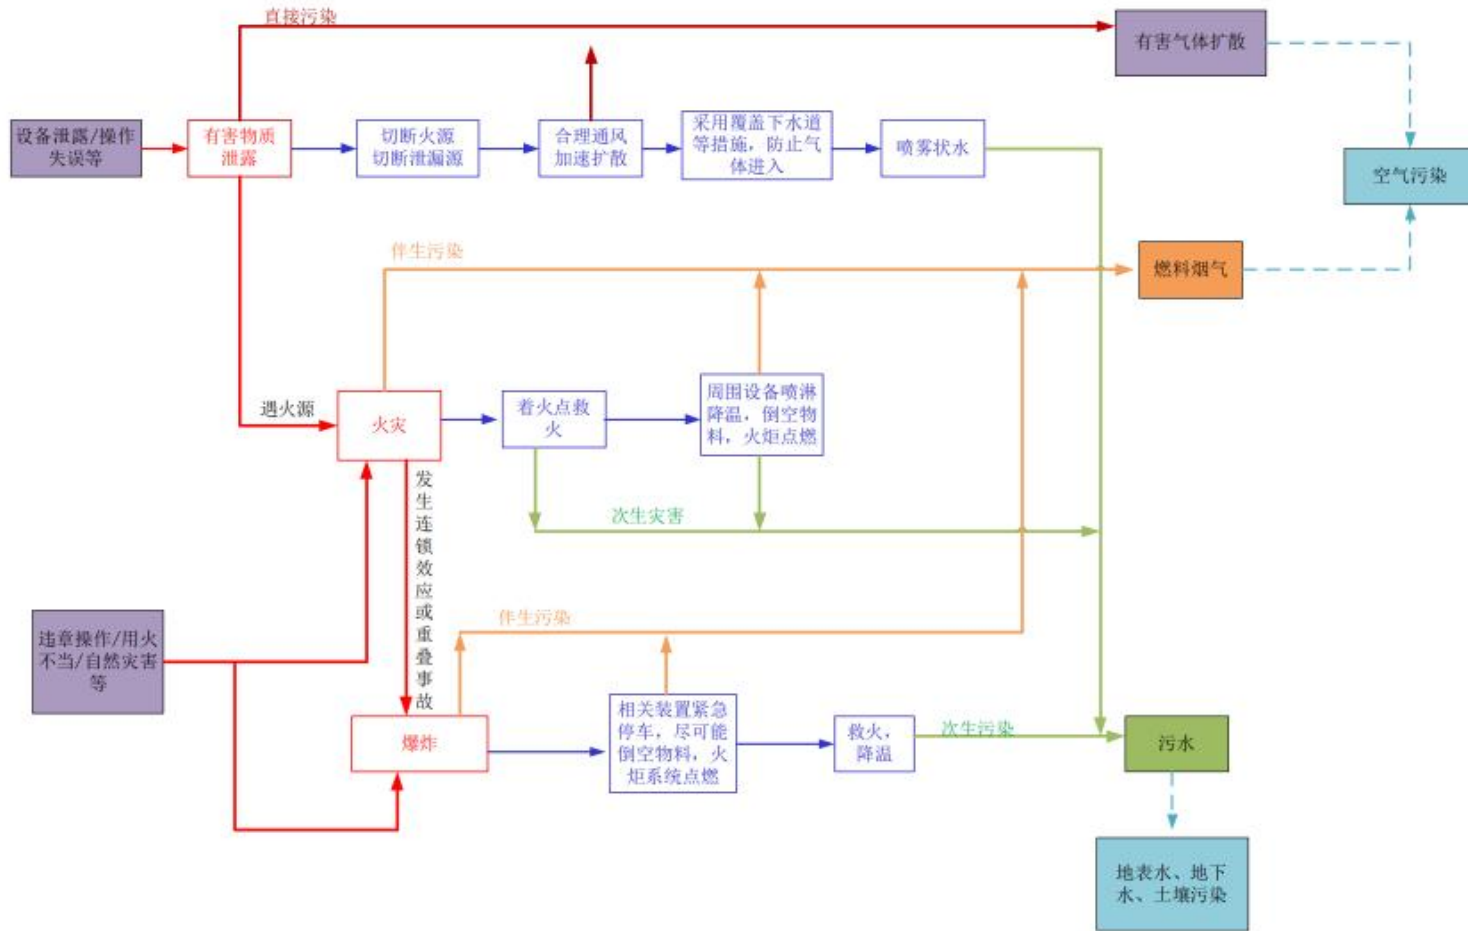 直接污染
有害气体扩散
设备泄露/操作
失误等
有害物质
泄露
切断火源
切断泄漏源
合理通风
加速扩散
采用覆盖下水道
等措施，防止气
体进入
喷雾状水
空气污染
伴生污染
燃料烟气
遇火源
火灾
着火点救
火
周围设备喷淋
降温，倒空物
料，火炬点燃
发生连锁效应或重叠事故
次生灾害
违章操作/用火
不当/自然灾害
等
伴生污染
爆炸
相关装置紧急
停车，尽可能
倒空物料，火
炬系统点燃
救火，
降温
次生污染
污水
地表水、地下
水、土壤污染